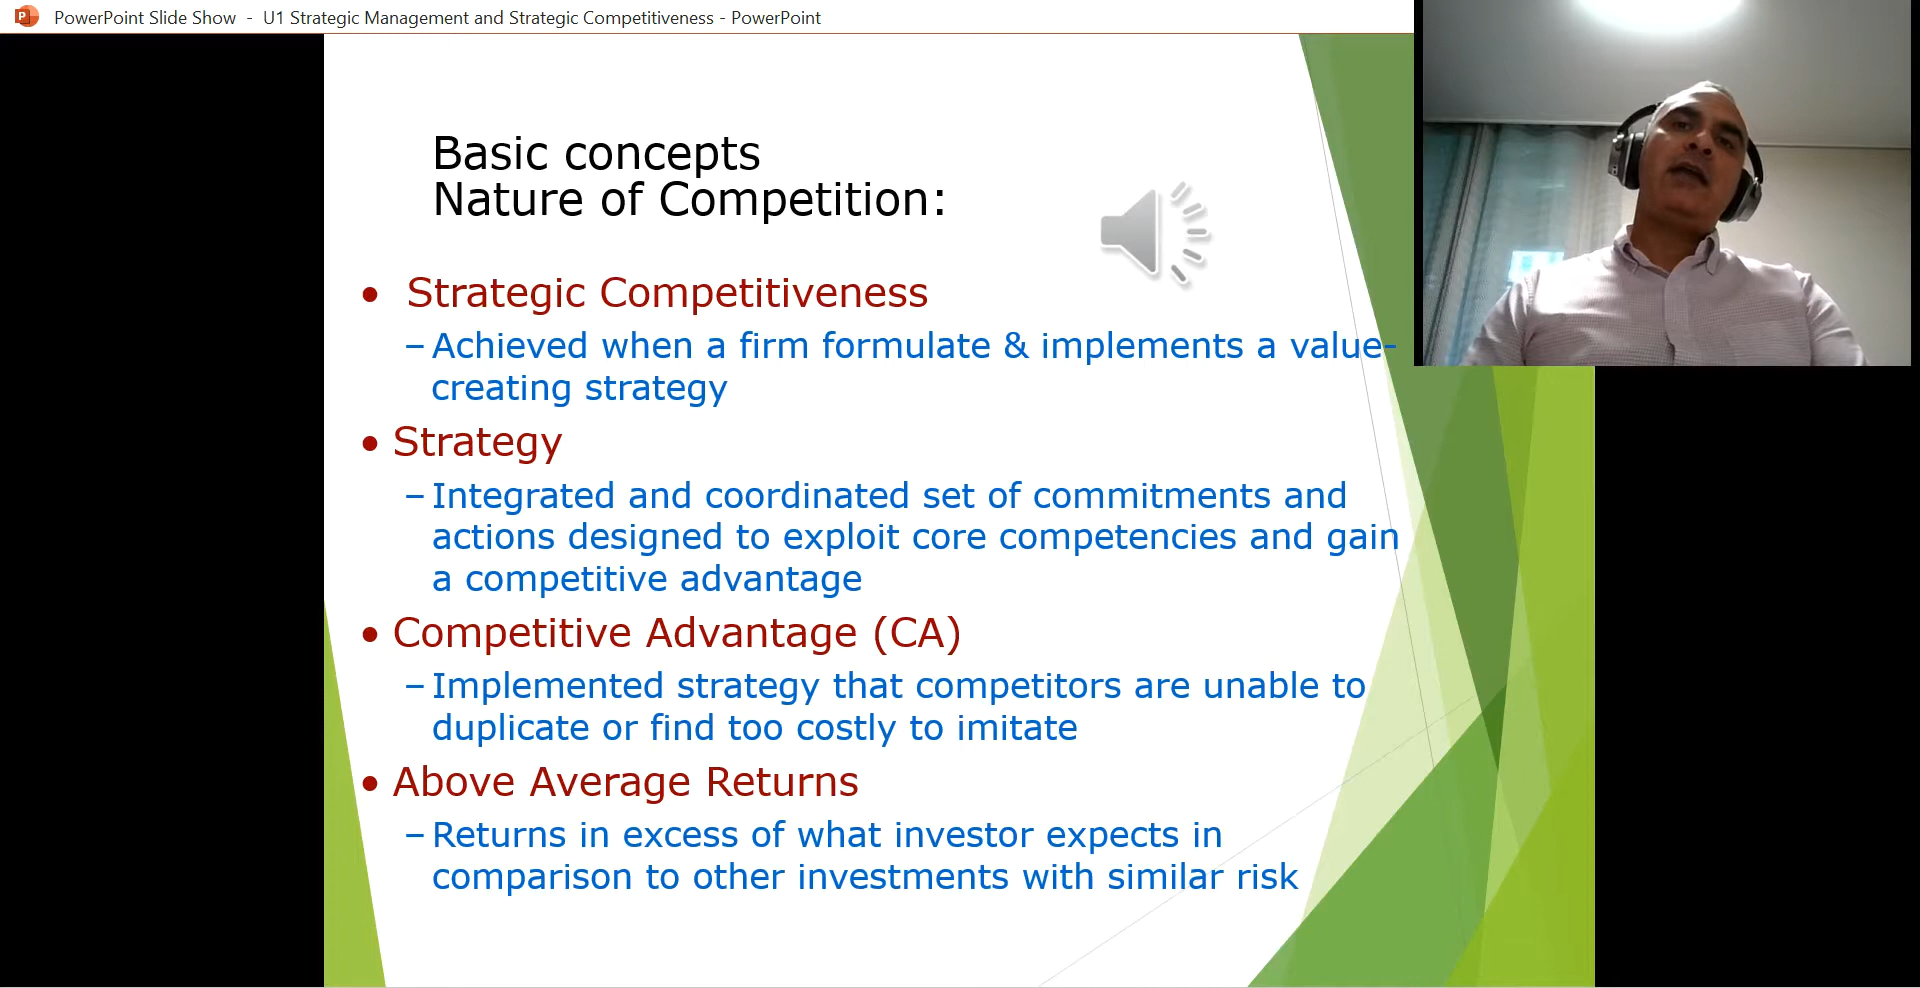 PowerPoint Slide Show - U1 Strategic Management and Strategic Competitiveness - PowerPoint
Basic concepts
Nature of Competition:
• Strategic Competitiveness
– Achieved when a firm formulate & implements a value-
creating strategy
• Strategy
– Integrated and coordinated set of commitments and
actions designed to exploit core competencies and gain
a competitive advantage
• Competitive Advantage (CA)
– Implemented strategy that competitors are unable to
duplicate or find too costly to imitate
• Above Average Returns
– Returns in excess of what investor expects in
comparison to other investments with similar risk